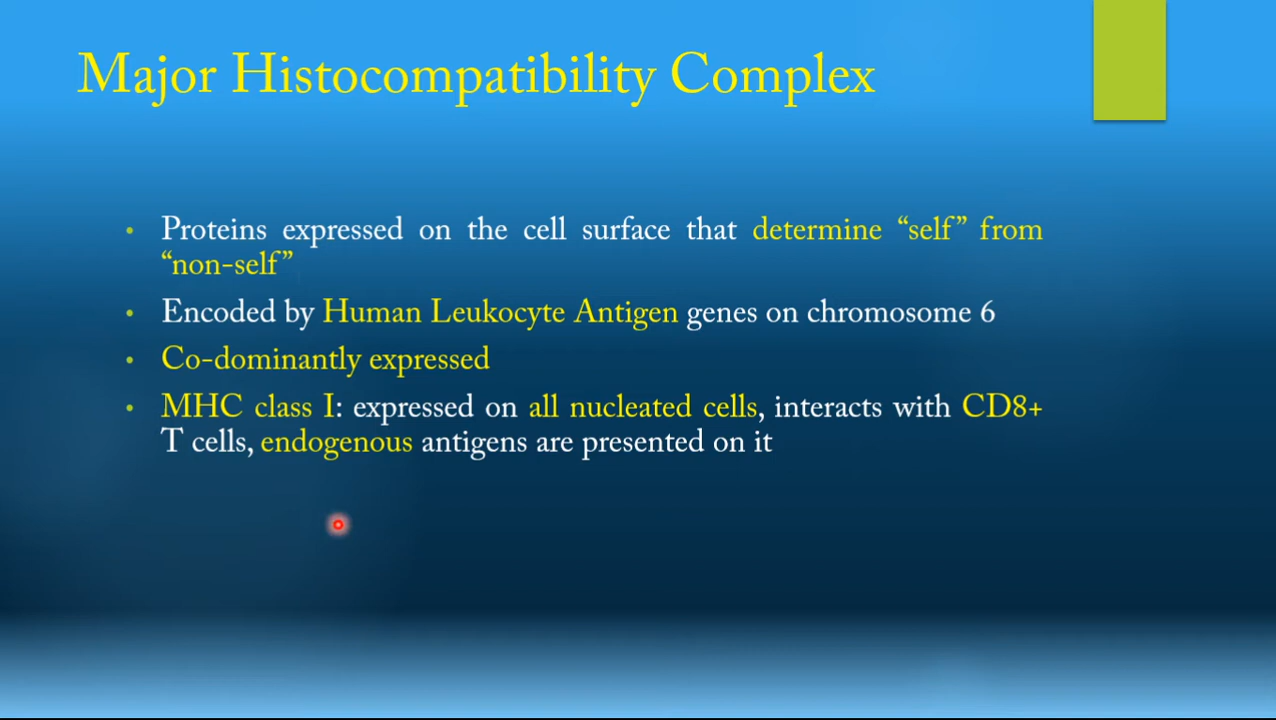 Major Histocompatibility Complex
• Proteins expressed on the cell surface that determine “self” from
“non-self”
• Encoded by Human Leukocyte Antigen genes on chromosome 6
• Co-dominantly expressed
• MHC class I: expressed on all nucleated cells, interacts with CD8+
T cells, endogenous antigens are presented on it